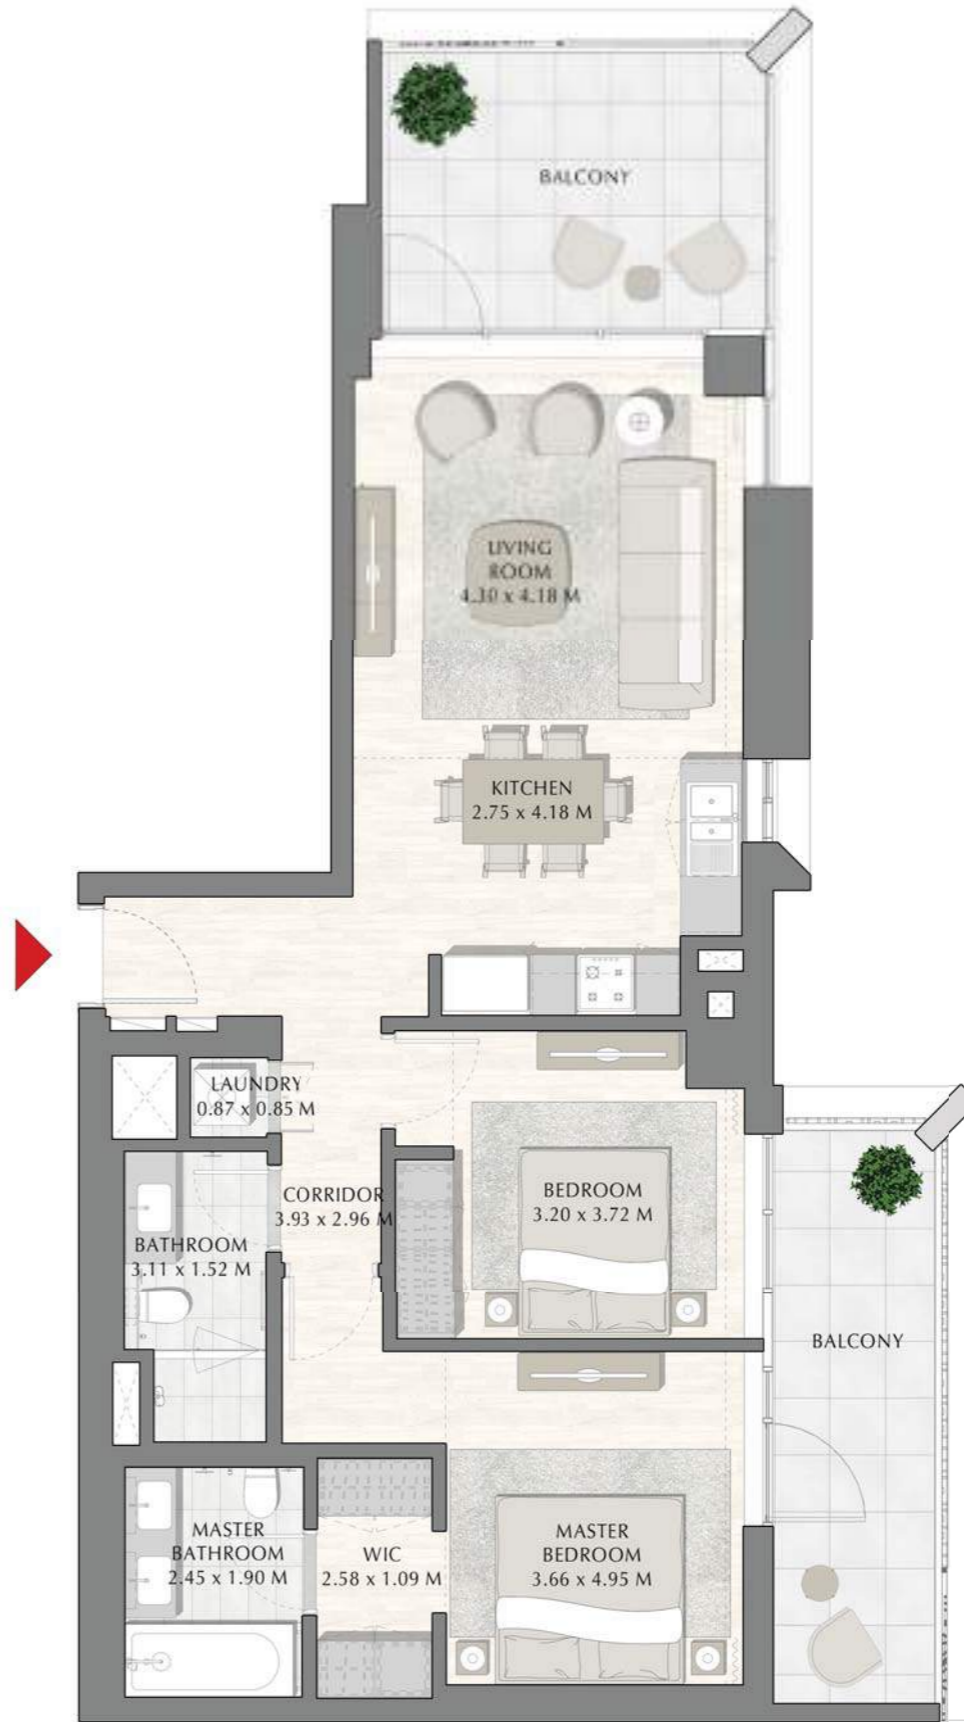 BALCONY
LIVING
ROOM
4.30 x 4.18 M
KITCHEN
2.75 x 4.18 M
LAUNDRY
0.87 x 0.85 M
CORRIDOR
3.93 x 2.96 M
BEDROOM
3.20 x 3.72 M
BATHROOM
3.11 x 1.52 M
BALCONY
MASTER
BATHROOM
2.45 x 1.90 M
WIC
2.58 x 1.09 M
MASTER
BEDROOM
3.66 x 4.95 M